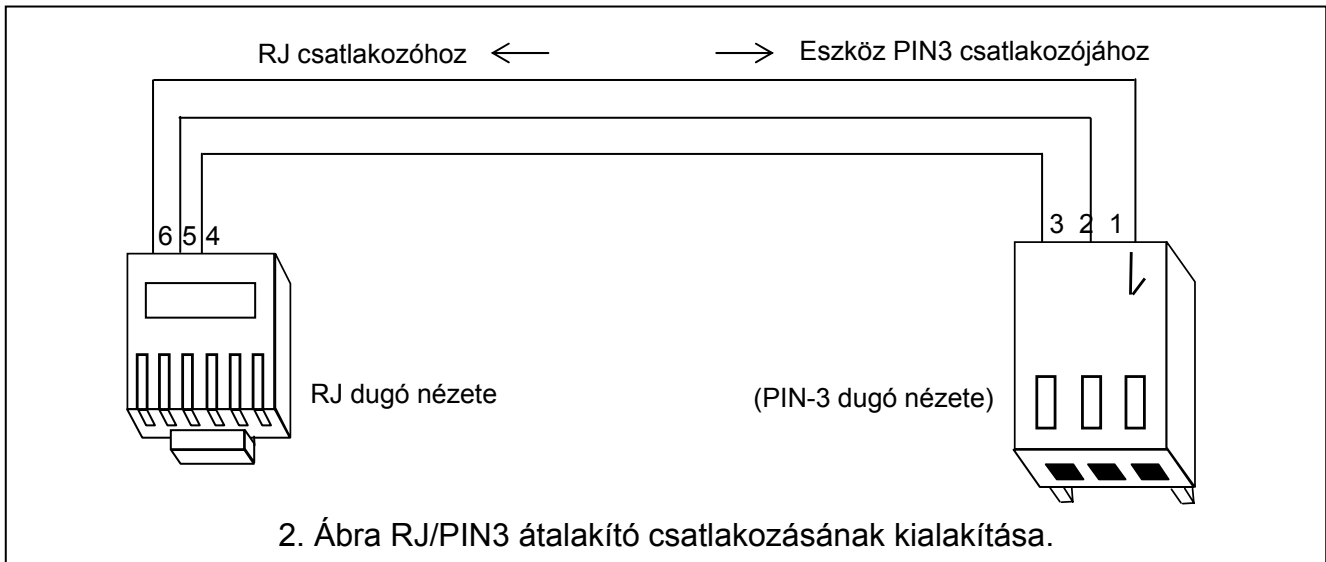 RJ csatlakozóhoz
Eszköz PIN3 csatlakozójához
6 5 4
3 2 1
RJ dugó nézete
(PIN-3 dugó nézete)
2. Ábra RJ/PIN3 átalakító csatlakozásának kialakítása.